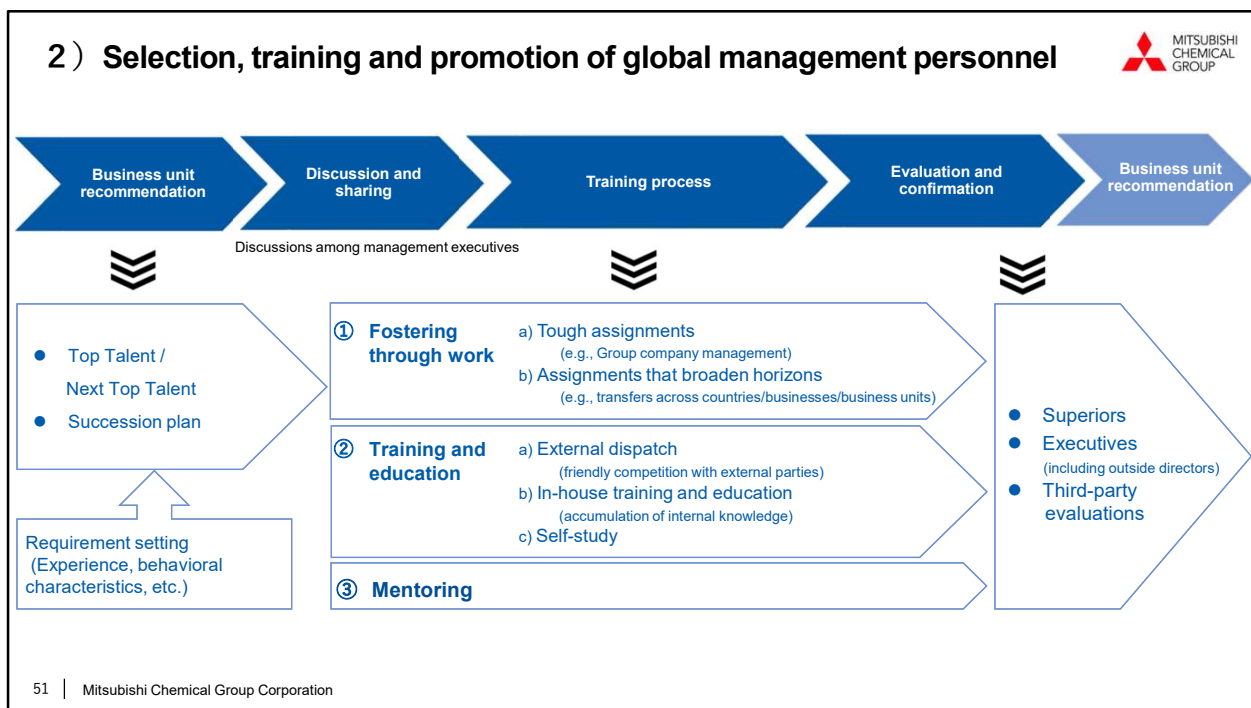 2）Selection, training and promotion of global management personnel
MITSUBISHI
CHEMICAL
GROUP
Business unit
recommendation
Discussion and
sharing
Training process
Evaluation and
confirmation
Business unit
recommendation
Discussions among management executives
● Top Talent /
Next Top Talent
● Succession plan
Requirement setting
(Experience, behavioral
characteristics, etc.)
① Fostering
through work
a) Tough assignments
(e.g., Group company management)
b) Assignments that broaden horizons
(e.g., transfers across countries/businesses/business units)
② Training and
education
a) External dispatch
(friendly competition with external parties)
b) In-house training and education
(accumulation of internal knowledge)
c) Self-study
③ Mentoring
● Superiors
● Executives
(including outside directors)
● Third-party
evaluations
51 | Mitsubishi Chemical Group Corporation